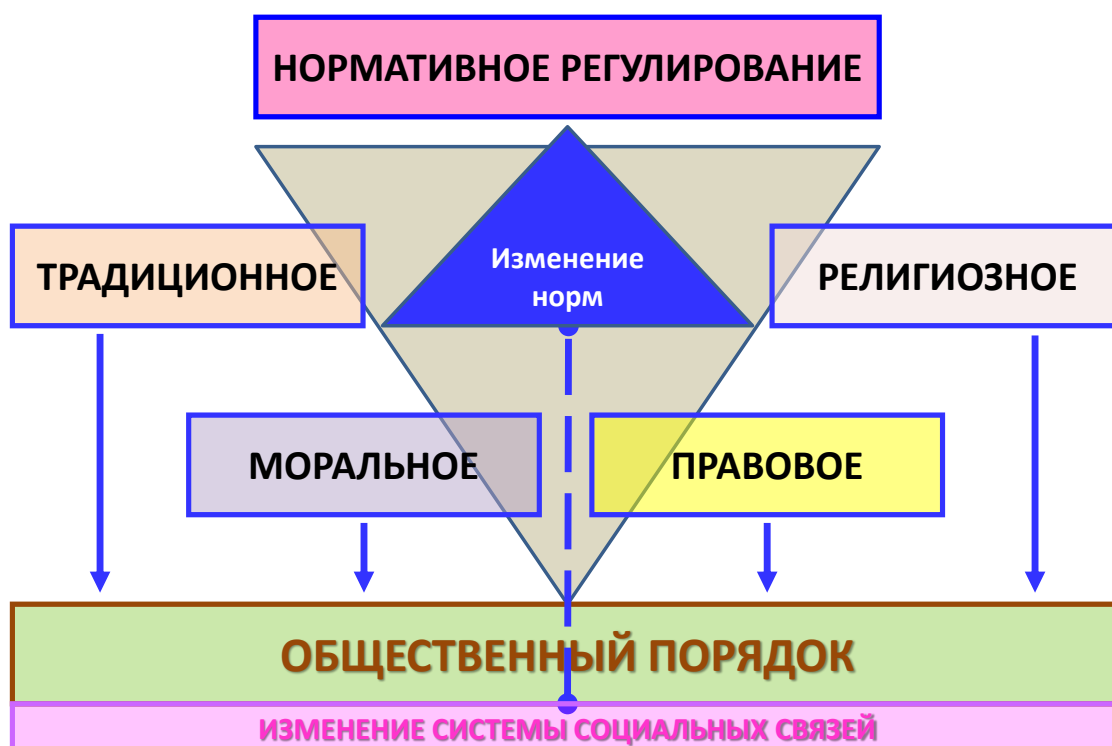 НОРМАТИВНОЕ РЕГУЛИРОВАНИЕ
ТРАДИЦИОННОЕ
Изменение
норм
РЕЛИГИОЗНОЕ
МОРАЛЬНОЕ
ПРАВОВОЕ
ОБЩЕСТВЕННЫЙ ПОРЯДОК
ИЗМЕНЕНИЕ СИСТЕМЫ СОЦИАЛЬНЫХ СВЯЗЕЙ